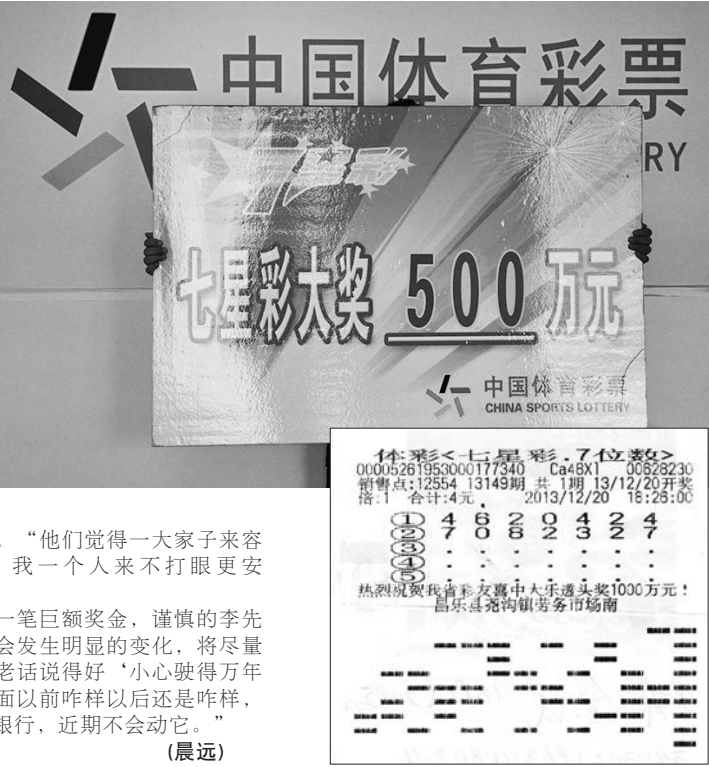 中国体育彩票
RY
7星彩
七星彩大奖 500 万元
中国体育彩票
CHINA SPORTS LOTTERY
体彩<七星彩.7位数>
00005261953000177340 Ca48X1 00628230
销售点:12554 13149期 共 1期 13/12/20开奖
倍:1 合计:4元 2013/12/20 18:26:00
① 4 6 2 0 4 2 4
② 7 0 8 2 3 2 7
③ · · · · · · ·
④ · · · · · · ·
⑤ · · · · · · ·
热烈祝贺我省彩友喜中大乐透头奖1000万元!
昌乐县尧沟镇劳务市场南
。“他们觉得一大家子来容
我一个人来不打眼更安
一笔巨额奖金，谨慎的李先
会发生明显的变化，将尽量
老话说得好‘小心驶得万年
面以前咋样以后还是咋样，
银行，近期不会动它。”
(晨远)